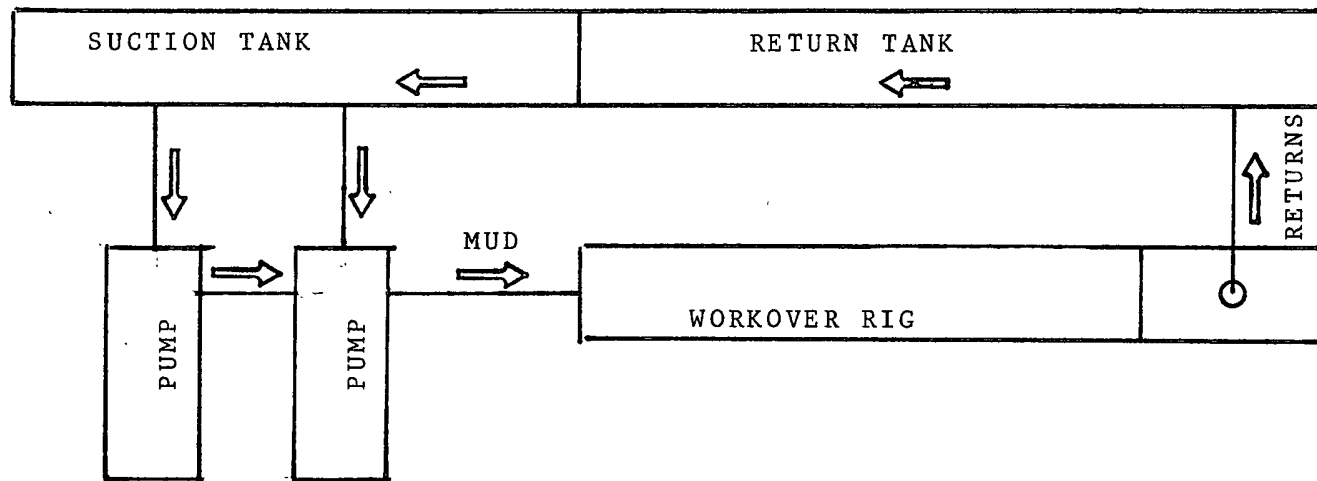 SUCTION TANK
RETURN TANK
RETURNS
MUD
WORKOVER RIG
PUMP
PUMP